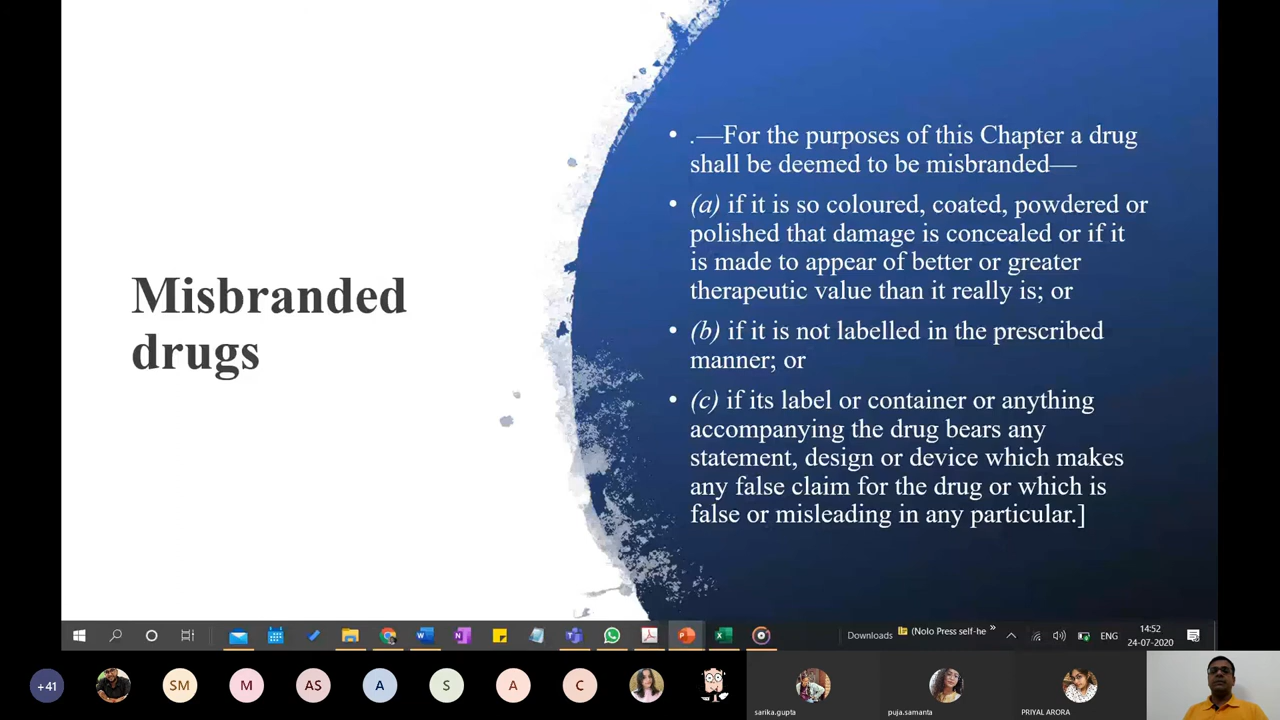 Misbranded
drugs
• .—For the purposes of this Chapter a drug
shall be deemed to be misbranded—
• (a) if it is so coloured, coated, powdered or
polished that damage is concealed or if it
is made to appear of better or greater
therapeutic value than it really is; or
• (b) if it is not labelled in the prescribed
manner; or
• (c) if its label or container or anything
accompanying the drug bears any
statement, design or device which makes
any false claim for the drug or which is
false or misleading in any particular.]
Downloads
(Nolo Press self-he
»
ENG
14:52
24-07-2020
+41
SM
M
AS
A
S
A
C
sarika.gupta
puja.samanta
PRIYAL ARORA